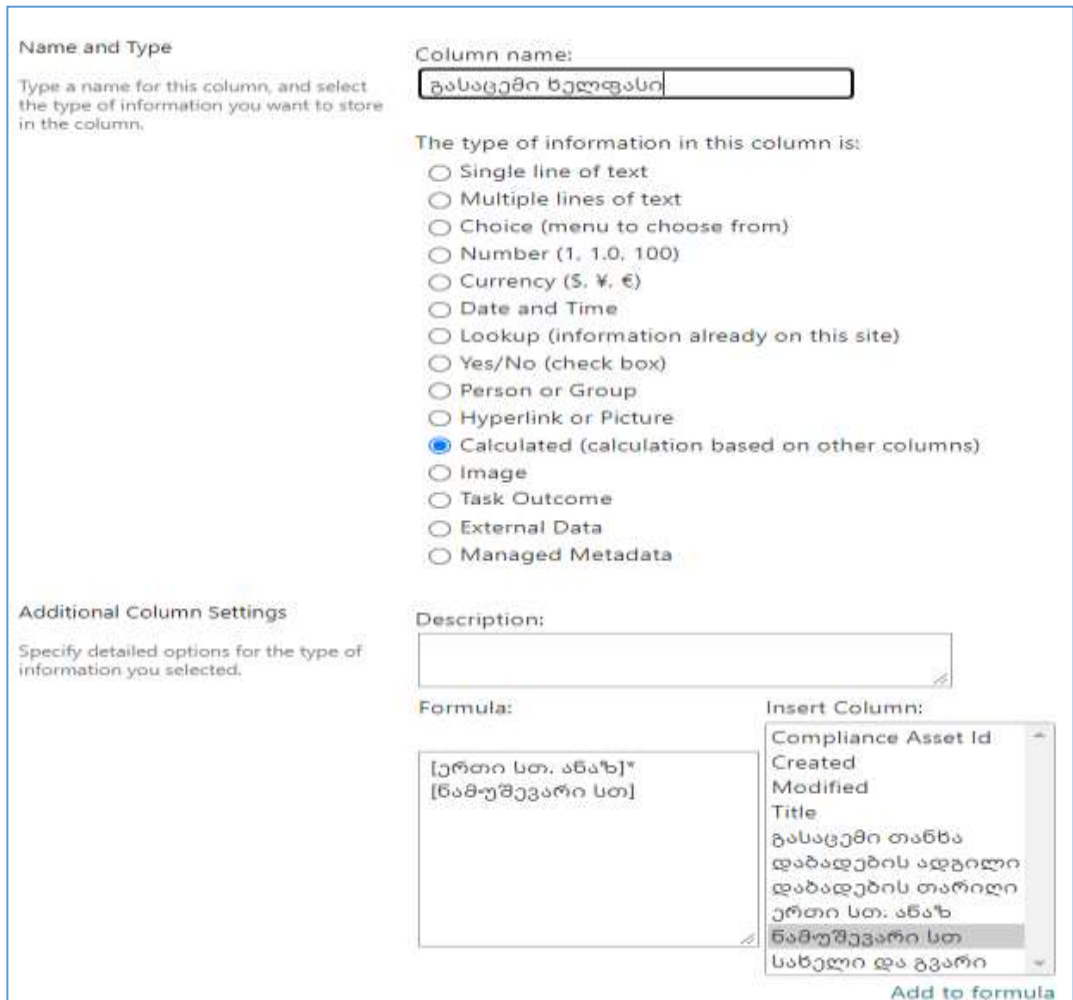 Name and Type
Type a name for this column, and select
the type of information you want to store
in the column.
Column name:
გასაცემი ხელფასი
The type of information in this column is:
Single line of text
Multiple lines of text
Choice (menu to choose from)
Number (1, 1.0, 100)
Currency ($, ¥, €)
Date and Time
Lookup (information already on this site)
Yes/No (check box)
Person or Group
Hyperlink or Picture
Calculated (calculation based on other columns)
Image
Task Outcome
External Data
Managed Metadata
Additional Column Settings
Specify detailed options for the type of
information you selected.
Description:
Formula:
[ერთი სთ. ანაზ]*
[ნამუშევარი სთ]
Insert Column:
Compliance Asset Id
Created
Modified
Title
გასაცემი თანხა
დაბადების ადგილი
დაბადების თარიღი
ერთი სთ. ანაზ
ნამუშევარი სთ
სახელი და გვარი
Add to formula